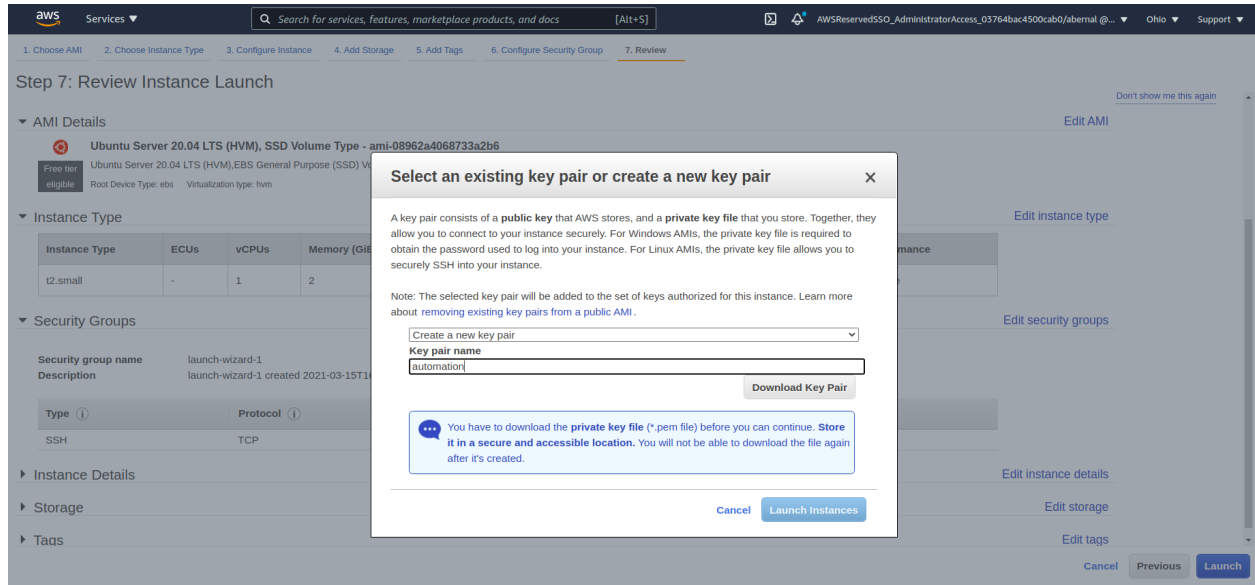 aws Services Search for services, features, marketplace products, and docs [Alt+S] AWSReservedSSO_AdministratorAccess_03764bac4500cab0/abernal @... Ohio Support
1. Choose AMI 2. Choose Instance Type 3. Configure Instance 4. Add Storage 5. Add Tags 6. Configure Security Group 7. Review
Step 7: Review Instance Launch
Don't show me this again
AMI Details Edit AMI
Ubuntu Server 20.04 LTS (HVM), SSD Volume Type - ami-08962a4068733a2b6
Free tier eligible
Ubuntu Server 20.04 LTS (HVM),EBS General Purpose (SSD) Vo
Root Device Type: ebs Virtualization type: hvm
Instance Type Edit instance type
Instance Type ECUs vCPUs Memory (GiB mance
t2.small - 1 2
Security Groups Edit security groups
Security group name launch-wizard-1
Description launch-wizard-1 created 2021-03-15T1
Type Protocol
SSH TCP
Instance Details Edit instance details
Storage Edit storage
Tags Edit tags
Cancel Previous Launch
Select an existing key pair or create a new key pair
A key pair consists of a public key that AWS stores, and a private key file that you store. Together, they
allow you to connect to your instance securely. For Windows AMIs, the private key file is required to
obtain the password used to log into your instance. For Linux AMIs, the private key file allows you to
securely SSH into your instance.
Note: The selected key pair will be added to the set of keys authorized for this instance. Learn more
about removing existing key pairs from a public AMI .
Create a new key pair
Key pair name
automation
Download Key Pair
You have to download the private key file (*.pem file) before you can continue. Store
it in a secure and accessible location. You will not be able to download the file again
after it's created.
Cancel Launch Instances